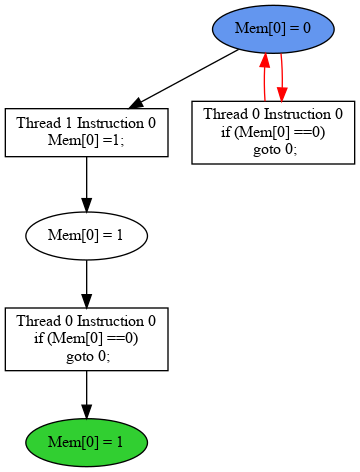 Mem[0] = 0
Thread 1 Instruction 0
Mem[0] =1;
Thread 0 Instruction 0
if (Mem[0] ==0)
goto 0;
Mem[0] = 1
Thread 0 Instruction 0
if (Mem[0] ==0)
goto 0;
Mem[0] = 1